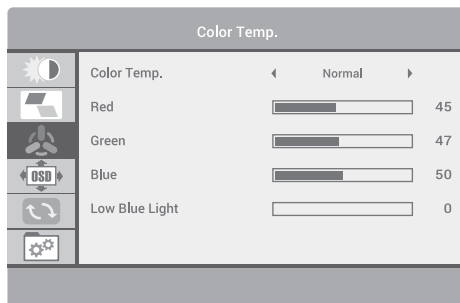 Color Temp.
Color Temp. Normal
Red 45
Green 47
Blue 50
OSD
Low Blue Light 0